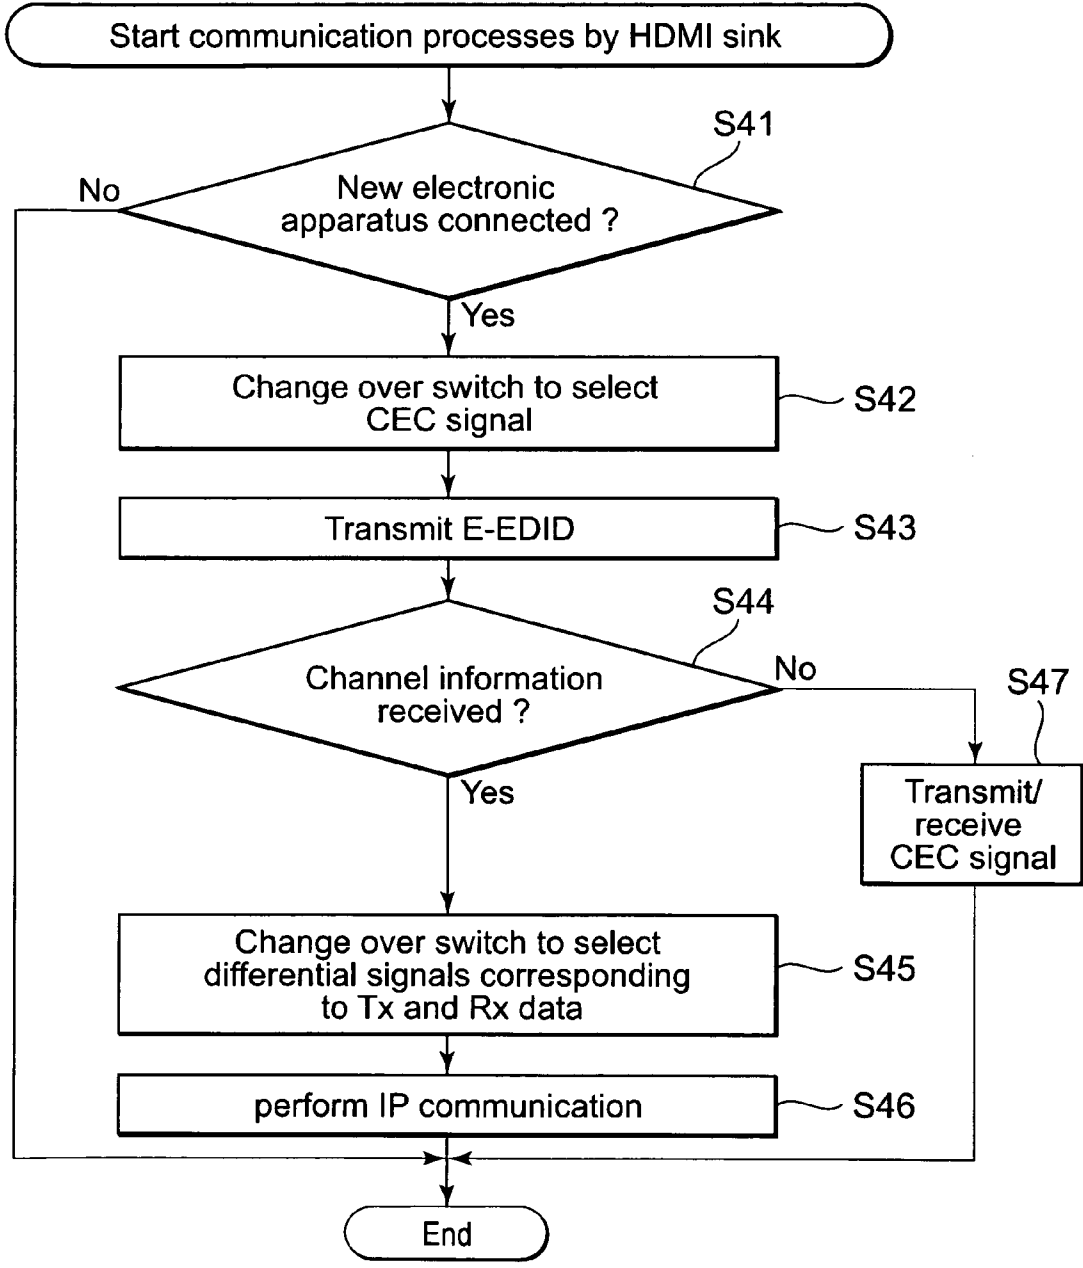 Start communication processes by HDMI sink
S41
No
New electronic
apparatus connected ?
Yes
Change over switch to select
CEC signal
S42
Transmit E-EDID
S43
S44
Channel information
received ?
No
S47
Yes
Transmit/
receive
CEC signal
Change over switch to select
differential signals corresponding
to Tx and Rx data
S45
perform IP communication
S46
End